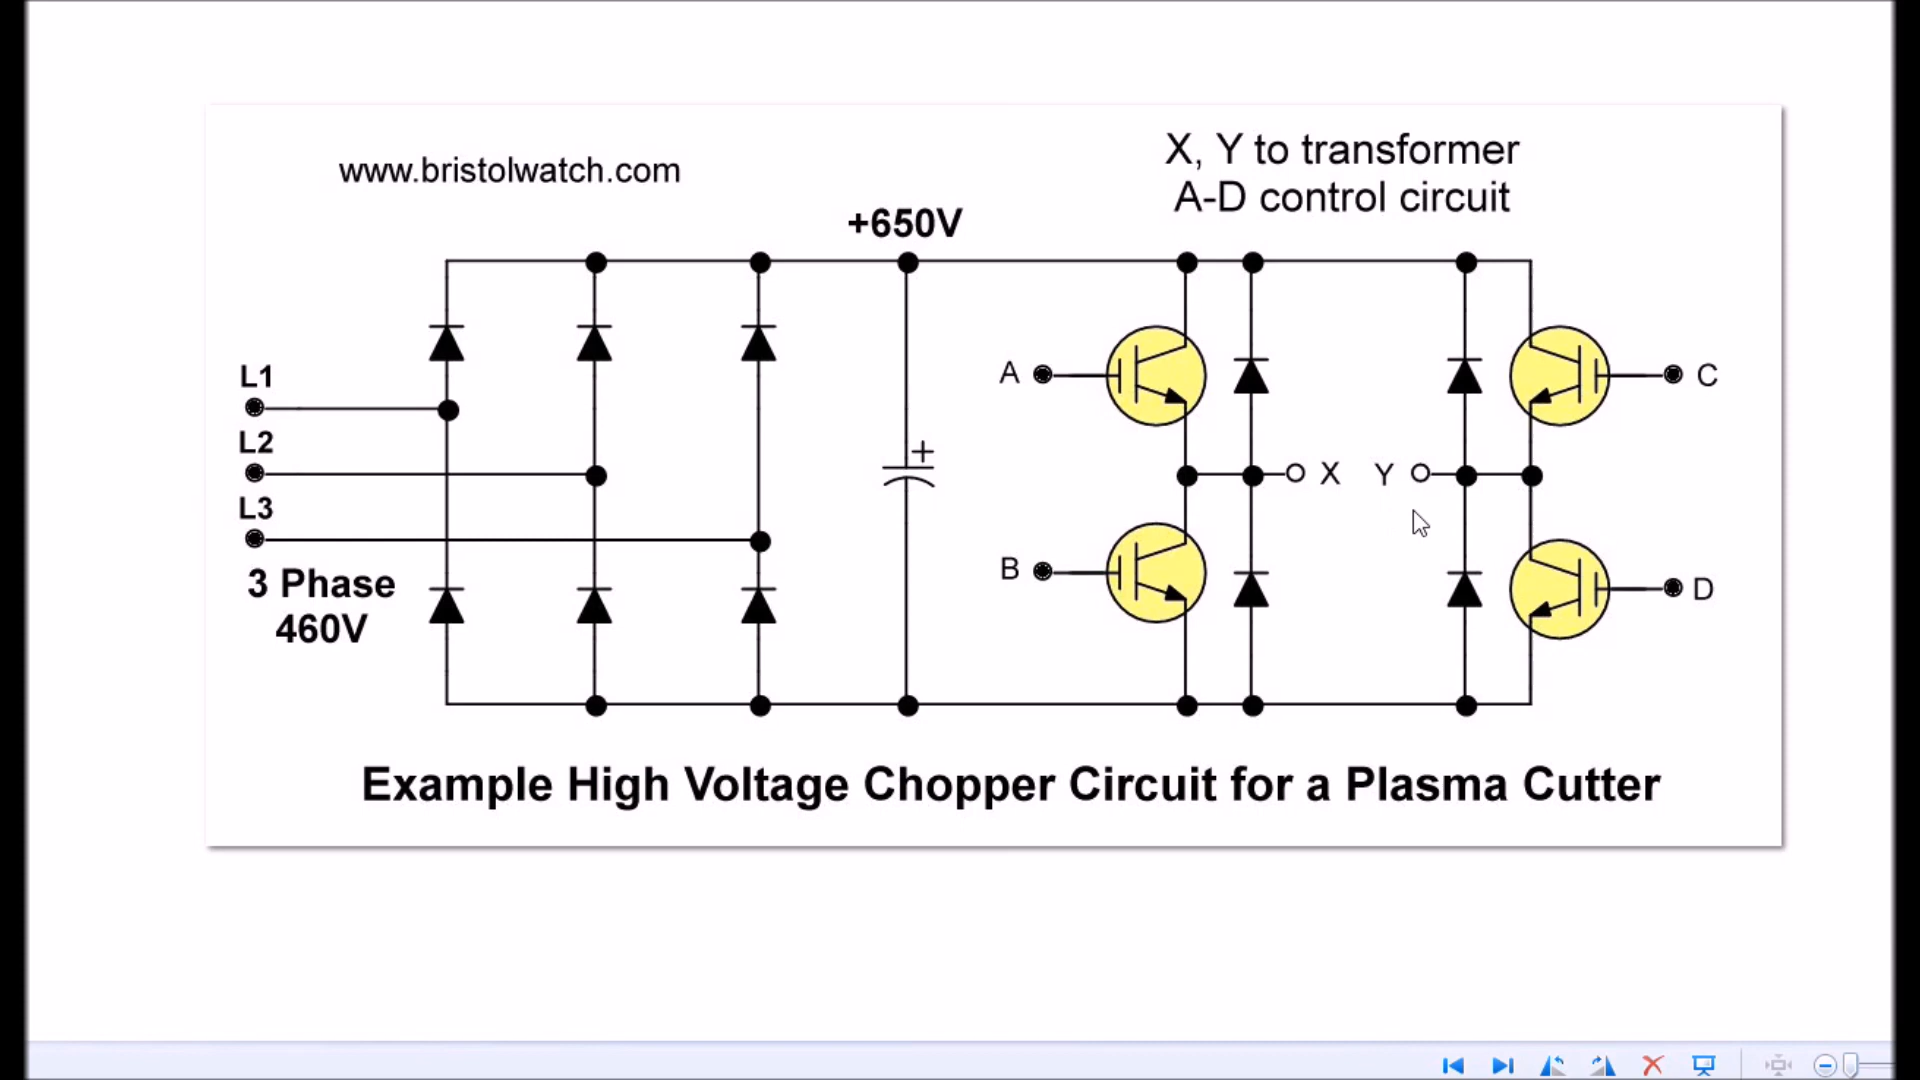 www.bristolwatch.com
X, Y to transformer
A-D control circuit
+650V
L1
L2
L3
3 Phase
460V
+
A
B
X
Y
C
D
Example High Voltage Chopper Circuit for a Plasma Cutter